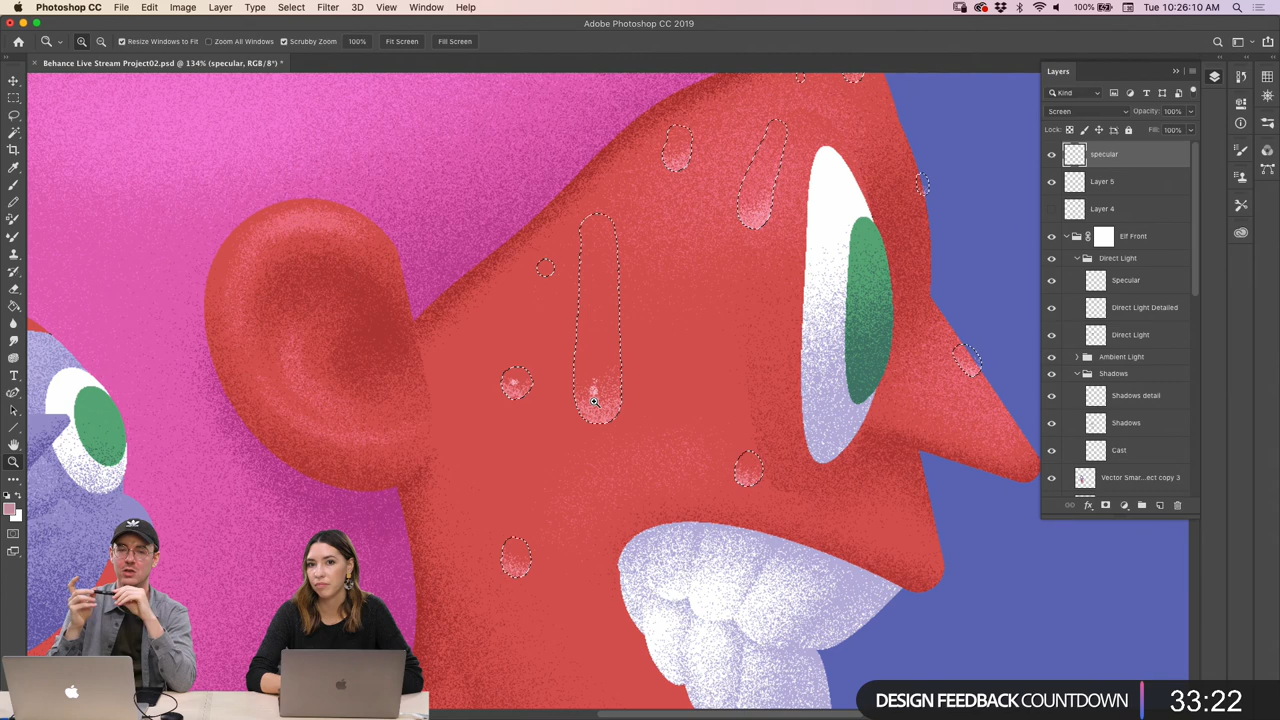 Photoshop CC File Edit Image Layer Type Select Filter 3D View Window Help 100% Tue 10:26:10 AM
Adobe Photoshop CC 2019
Resize Windows to Fit Zoom All Windows Scrubby Zoom 100% Fit Screen Fill Screen
Behance Live Stream Project02.psd @ 134% (specular, RGB/8*) *
Layers
Kind
Screen Opacity: 100%
Lock: Fill: 100%
specular
Layer 5
Layer 4
Elf Front
Direct Light
Specular
Direct Light Detailed
Direct Light
Ambient Light
Shadows
Shadows detail
Shadows
Cast
Vector Smar...ect copy 3
fx
DESIGN FEEDBACK COUNTDOWN 33:22